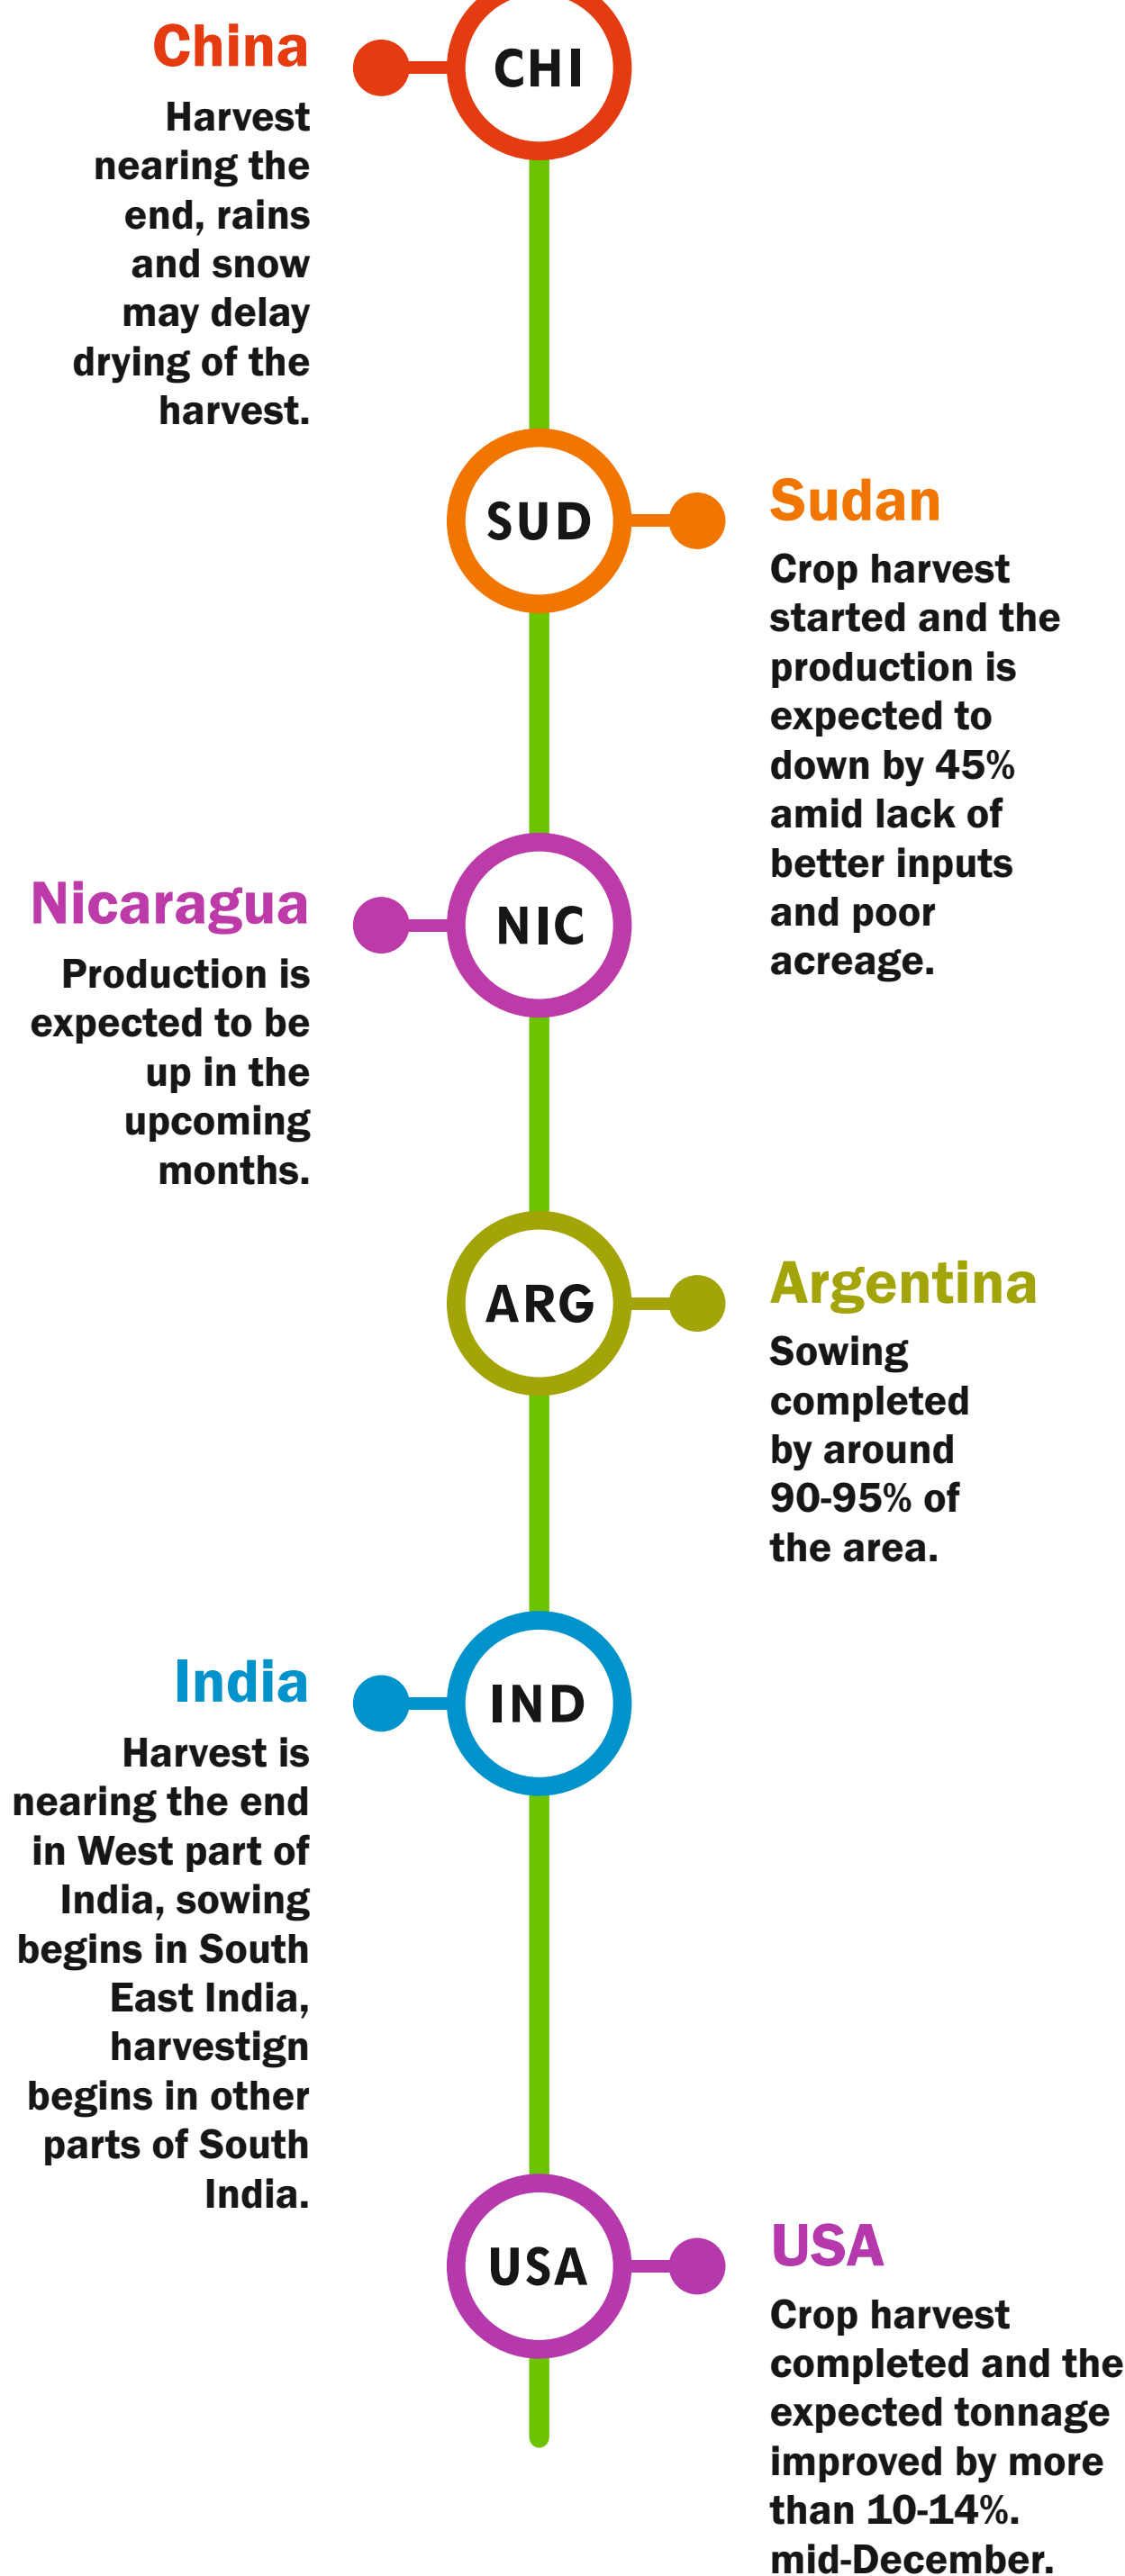 China
CHI
Harvest
nearing the
end, rains
and snow
may delay
drying of the
harvest.
SUD
Sudan
Crop harvest
started and the
production is
expected to
down by 45%
amid lack of
better inputs
and poor
acreage.
Nicaragua
NIC
Production is
expected to be
up in the
upcoming
months.
ARG
Argentina
Sowing
completed
by around
90-95% of
the area.
India
IND
Harvest is
nearing the end
in West part of
India, sowing
begins in South
East India,
harvestign
begins in other
parts of South
India.
USA
USA
Crop harvest
completed and the
expected tonnage
improved by more
than 10-14%.
mid-December.